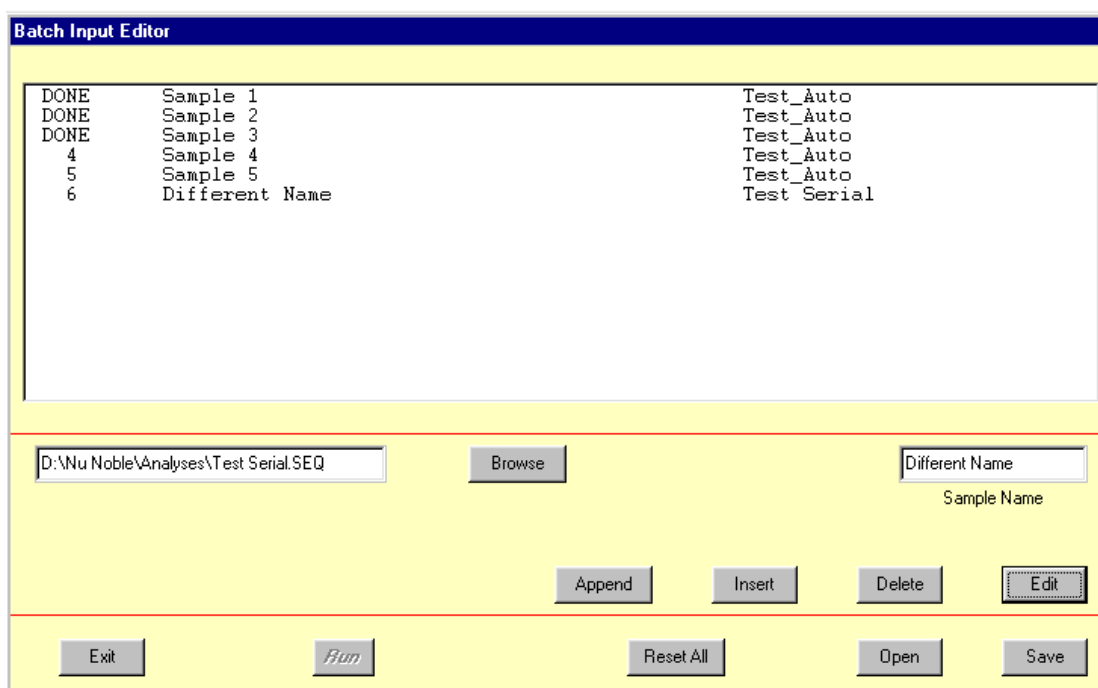 Batch Input Editor
DONE Sample 1 Test_Auto
DONE Sample 2 Test_Auto
DONE Sample 3 Test_Auto
4 Sample 4 Test_Auto
5 Sample 5 Test_Auto
6 Different Name Test Serial
D:\Nu Noble\Analyses\Test Serial.SEQ Browse Different Name
Sample Name
Append Insert Delete Edit
Exit Run Reset All Open Save